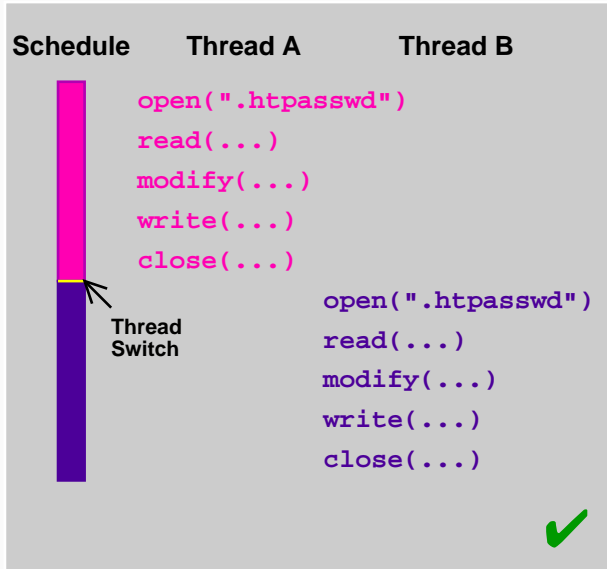 Schedule Thread A Thread B
open(".htpasswd")
read(...)
modify(...)
write(...)
close(...)
Thread
Switch
open(".htpasswd")
read(...)
modify(...)
write(...)
close(...)